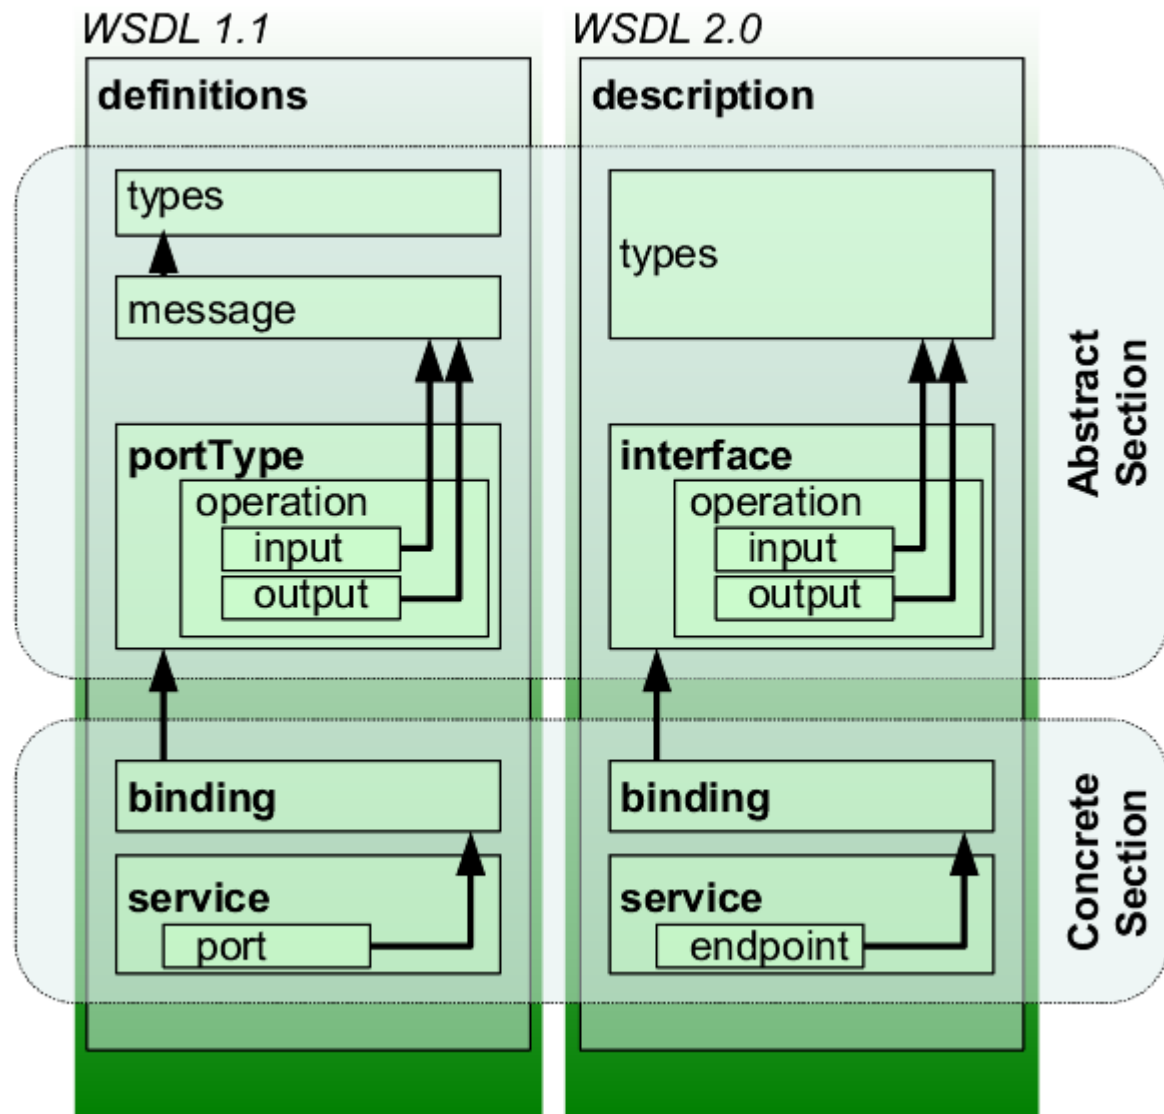 WSDL 1.1
definitions
types
message
portType
operation
input
output
binding
service
port
WSDL 2.0
description
types
interface
operation
input
output
binding
service
endpoint
Abstract
Section
Concrete
Section